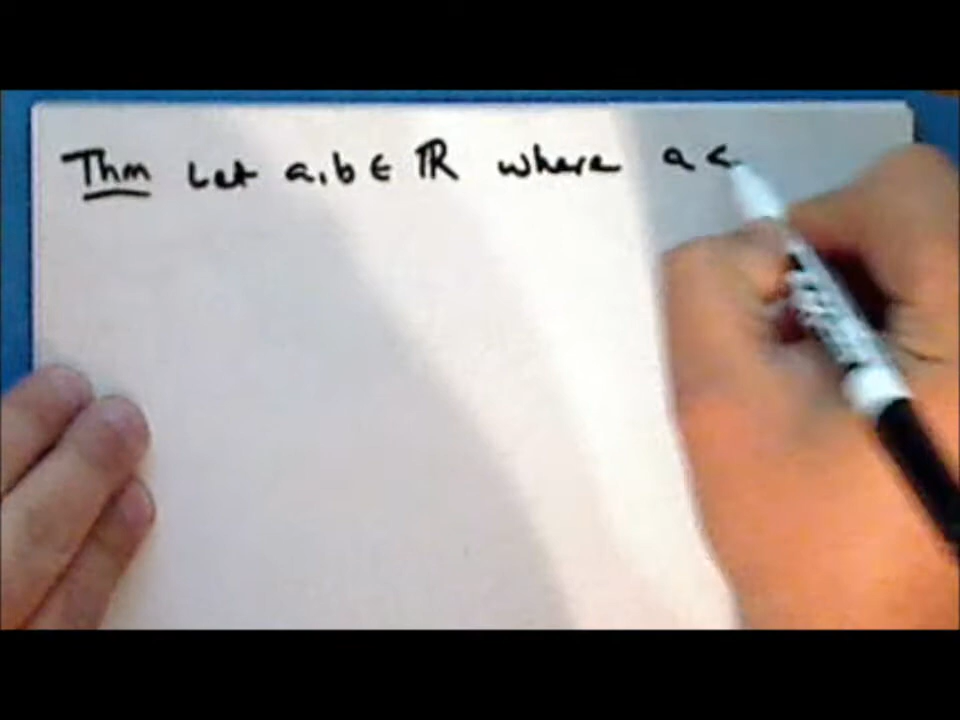 Thm Let a, b ∈ ℝ where a <